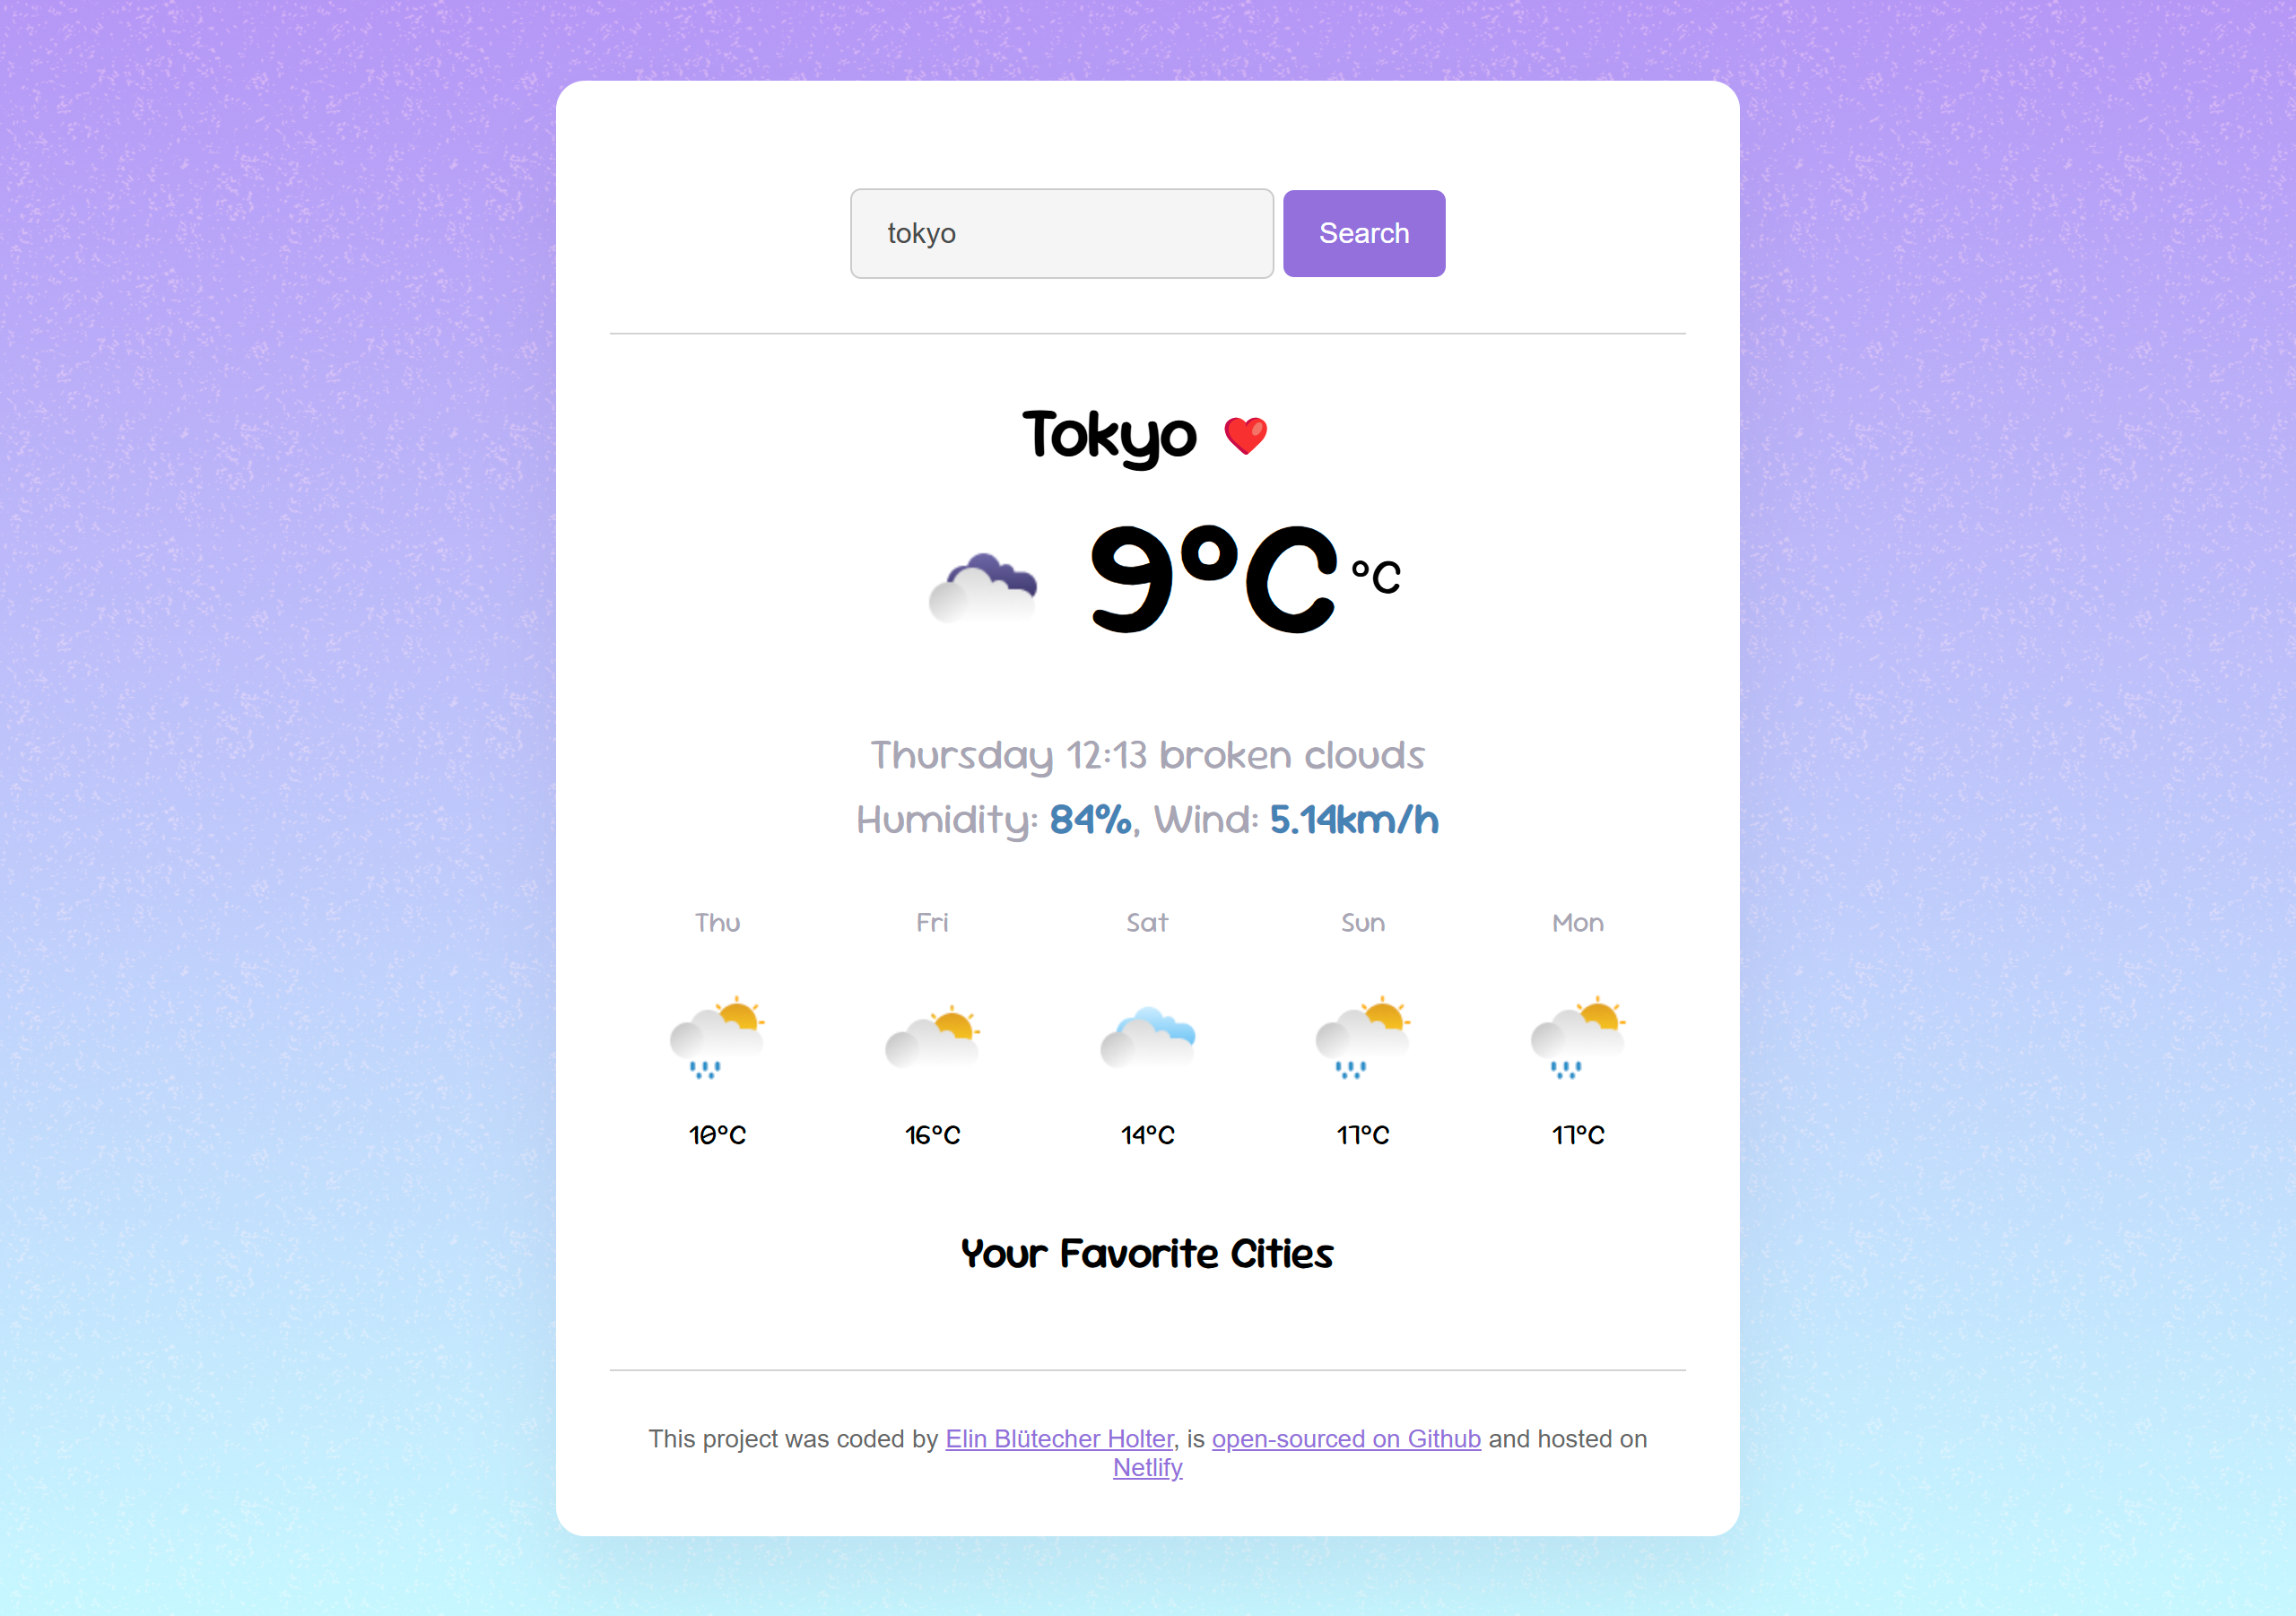 tokyo
Search
Tokyo
9°C °C
Thursday 12:13 broken clouds
Humidity: 84%, Wind: 5.14km/h
Thu Fri Sat Sun Mon
10°C 16°C 14°C 17°C 17°C
Your Favorite Cities
This project was coded by Elin Blütecher Holter, is open-sourced on Github and hosted on
Netlify